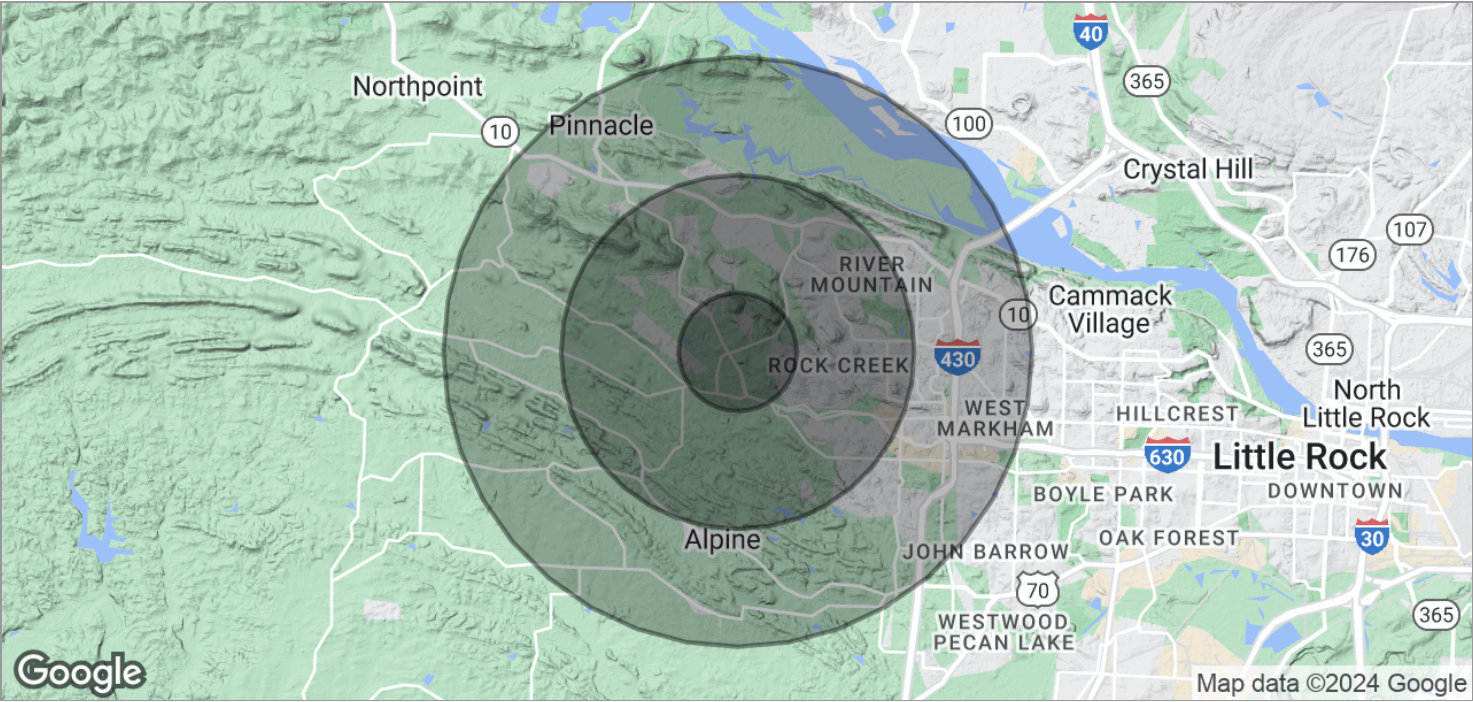 40
365
Northpoint
100
Pinnacle
10
Crystal Hill
107
176
RIVER
MOUNTAIN
Cammack
Village
10
365
430
ROCK CREEK
North
Little Rock
WEST
MARKHAM
HILLCREST
630
Little Rock
DOWNTOWN
BOYLE PARK
Alpine
OAK FOREST
30
JOHN BARROW
70
365
WESTWOOD
PECAN LAKE
Google
Map data ©2024 Google